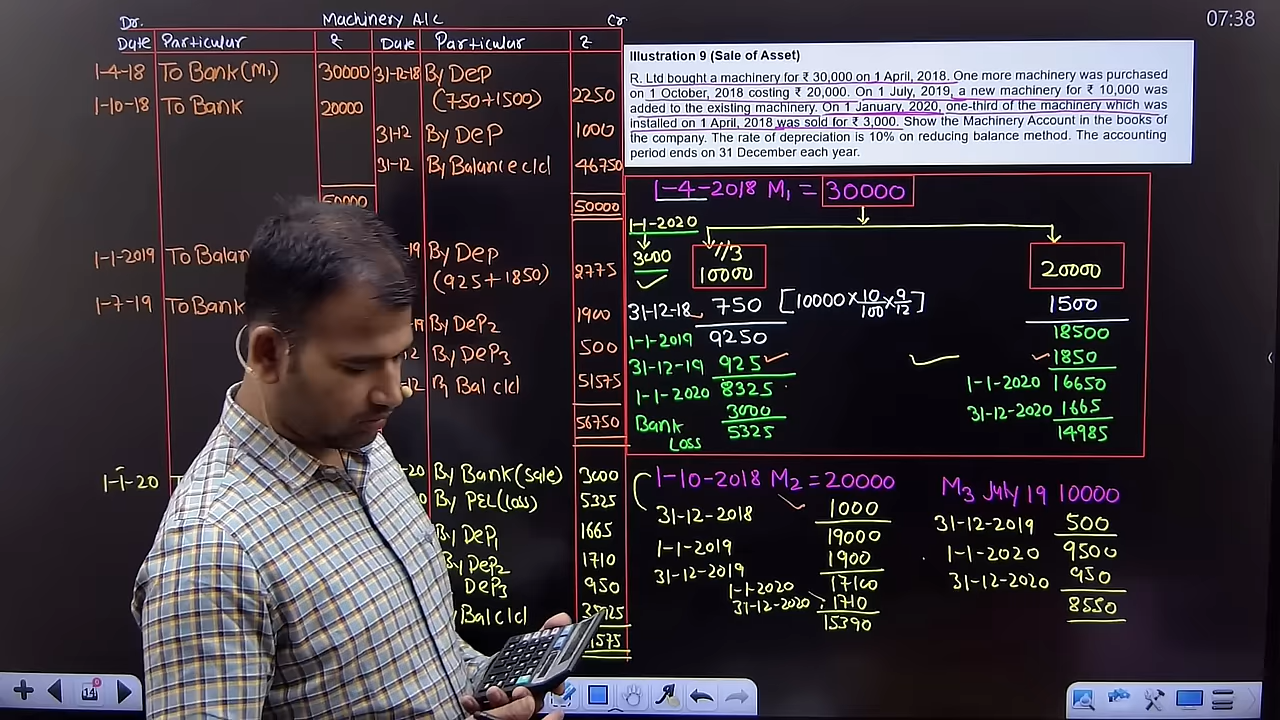 07:38
Dr. Machinery A/c Cr
Date Particular ₹ Date Particular ₹
1-4-18 To Bank(M₁) 30000 31-12-18 By Dep
(750+1500) 2250
1-10-18 To Bank 20000
31-12 By Dep 1000
31-12 By Balance c/d 46750
50000 50000
1-1-2019 To Balan 19 By Dep
(925+1850) 2775
1-7-19 To Bank
19 By Dep2 1900
12 By Dep3 500
12 By Bal c/d 51575
56750
1-1-20 20 By Bank (sale) 3000
0 By P&L (loss) 5325
By Dep1 1665
By Dep2 1710
Dep3 950
Bal c/d
1575
Illustration 9 (Sale of Asset)
R. Ltd bought a machinery for ₹ 30,000 on 1 April, 2018. One more machinery was purchased
on 1 October, 2018 costing ₹ 20,000. On 1 July, 2019, a new machinery for ₹ 10,000 was
added to the existing machinery. On 1 January, 2020, one-third of the machinery which was
installed on 1 April, 2018 was sold for ₹ 3,000. Show the Machinery Account in the books of
the company. The rate of depreciation is 10% on reducing balance method. The accounting
period ends on 31 December each year.
1-4-2018 M₁ = 30000
1-1-2020
3000 1/3
10000 20000
31-12-18 750 [10000×10/100×9/12] 1500
1-1-2019 9250 18500
31-12-19 925 1850
1-1-2020 8325 1-1-2020 16650
Bank 3000 31-12-2020 1665
Loss 5325 14985
1-10-2018 M₂ = 20000
31-12-2018 1000
19000
1-1-2019 1900
31-12-2019 17100
1-1-2020
31-12-2020 1710
15390
M₃ July 19 10000
31-12-2019 500
1-1-2020 9500
31-12-2020 950
8550
14